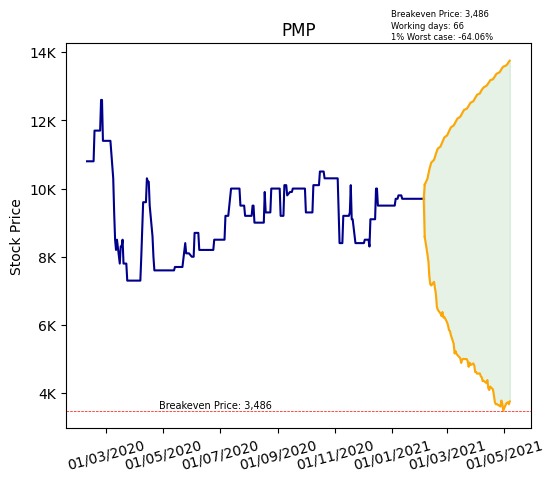 Breakeven Price: 3,486
Working days: 66
1% Worst case: -64.06%
PMP
Stock Price
14K
12K
10K
8K
6K
4K
Breakeven Price: 3,486
01/03/2020 01/05/2020 01/07/2020 01/09/2020 01/11/2020 01/01/2021 01/03/2021 01/05/2021